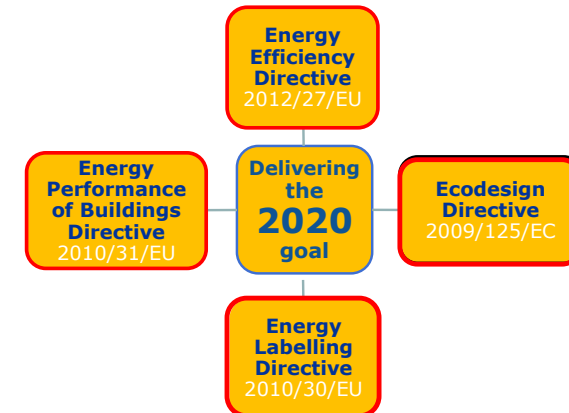 Energy
Efficiency
Directive
2012/27/EU
Energy
Performance
of Buildings
Directive
2010/31/EU
Delivering
the
2020
goal
Ecodesign
Directive
2009/125/EC
Energy
Labelling
Directive
2010/30/EU